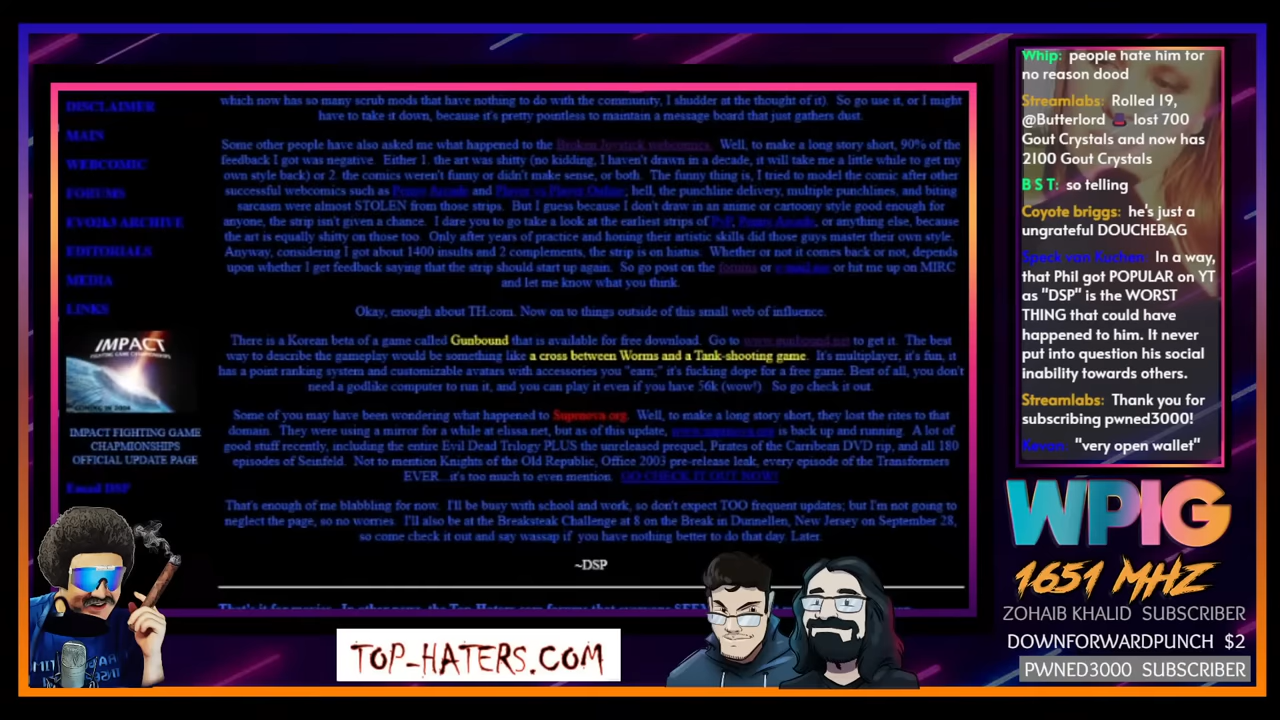 DISCLAIMER
MAIN
WEBCOMIC
FORUMS
EVO2K3 ARCHIVE
EDITORIALS
MEDIA
LINKS
IMPACT
FIGHTING GAME CHAMPIONSHIPS
COMING IN 2004
IMPACT FIGHTING GAME
CHAPMIONSHIPS
OFFICIAL UPDATE PAGE
Email DSP
which now has so many scrub mods that have nothing to do with the community, I shudder at the thought of it). So go use it, or I might
have to take it down, because it's pretty pointless to maintain a message board that just gathers dust.
Some other people have also asked me what happened to the Broken Joystick webcomics. Well, to make a long story short, 90% of the
feedback I got was negative. Either 1. the art was shitty (no kidding, I haven't drawn in a decade, it will take me a little while to get my
own style back) or 2. the comics weren't funny or didn't make sense, or both. The funny thing is, I tried to model the comic after other
successful webcomics such as Penny Arcade and Player vs Player Online; hell, the punchline delivery, multiple punchlines, and biting
sarcasm were almost STOLEN from those strips. But I guess because I don't draw in an anime or cartoony style good enough for
anyone, the strip isn't given a chance. I dare you to go take a look at the earliest strips of PvP, Penny Arcade, or anything else, because
the art is equally shitty on those too. Only after years of practice and honing their artistic skills did those guys master their own style.
Anyway, considering I got about 1400 insults and 2 complements, the strip is on hiatus. Whether or not it comes back or not, depends
upon whether I get feedback saying that the strip should start up again. So go post on the forums or e-mail me or hit me up on MIRC
and let me know what you think.
Okay, enough about TH.com. Now on to things outside of this small web of influence.
There is a Korean beta of a game called Gunbound that is available for free download. Go to www.gunbound.net to get it. The best
way to describe the gameplay would be something like a cross between Worms and a Tank-shooting game. It's multiplayer, it's fun, it
has a point ranking system and customizable avatars with accessories you "earn;" it's fucking dope for a free game. Best of all, you don't
need a godlike computer to run it, and you can play it even if you have 56k (wow!). So go check it out.
Some of you may have been wondering what happened to Suprnova.org. Well, to make a long story short, they lost the rites to that
domain. They were using a mirror for a while at elissa.net, but as of this update, www.suprnova.org is back up and running. A lot of
good stuff recently, including the entire Evil Dead Trilogy PLUS the unreleased prequel, Pirates of the Carribean DVD rip, and all 180
episodes of Seinfeld. Not to mention Knights of the Old Republic, Office 2003 pre-release leak, every episode of the Transformers
EVER...it's too much to even mention. GO CHECK IT OUT NOW!
That's enough of me blabbling for now. I'll be busy with school and work, so don't expect TOO frequent updates; but I'm not going to
neglect the page, so no worries. I'll also be at the Breaksteak Challenge at 8 on the Break in Dunnellen, New Jersey on September 28,
so come check it out and say wassap if you have nothing better to do that day. Later.
~DSP
TOP-HATERS.COM
Whip: people hate him for
no reason dood
Streamlabs: Rolled 19,
@Butterlord lost 700
Gout Crystals and now has
2100 Gout Crystals
B S T: so telling
Coyote briggs: he's just a
ungrateful DOUCHEBAG
Speck van Kuchen: In a way,
that Phil got POPULAR on YT
as "DSP" is the WORST
THING that could have
happened to him. It never
put into question his social
inability towards others.
Streamlabs: Thank you for
subscribing pwned3000!
"very open wallet"
WPIG
1651 MHZ
ZOHAIB KHALID SUBSCRIBER
DOWNFORWARDPUNCH $2
PWNED3000 SUBSCRIBER